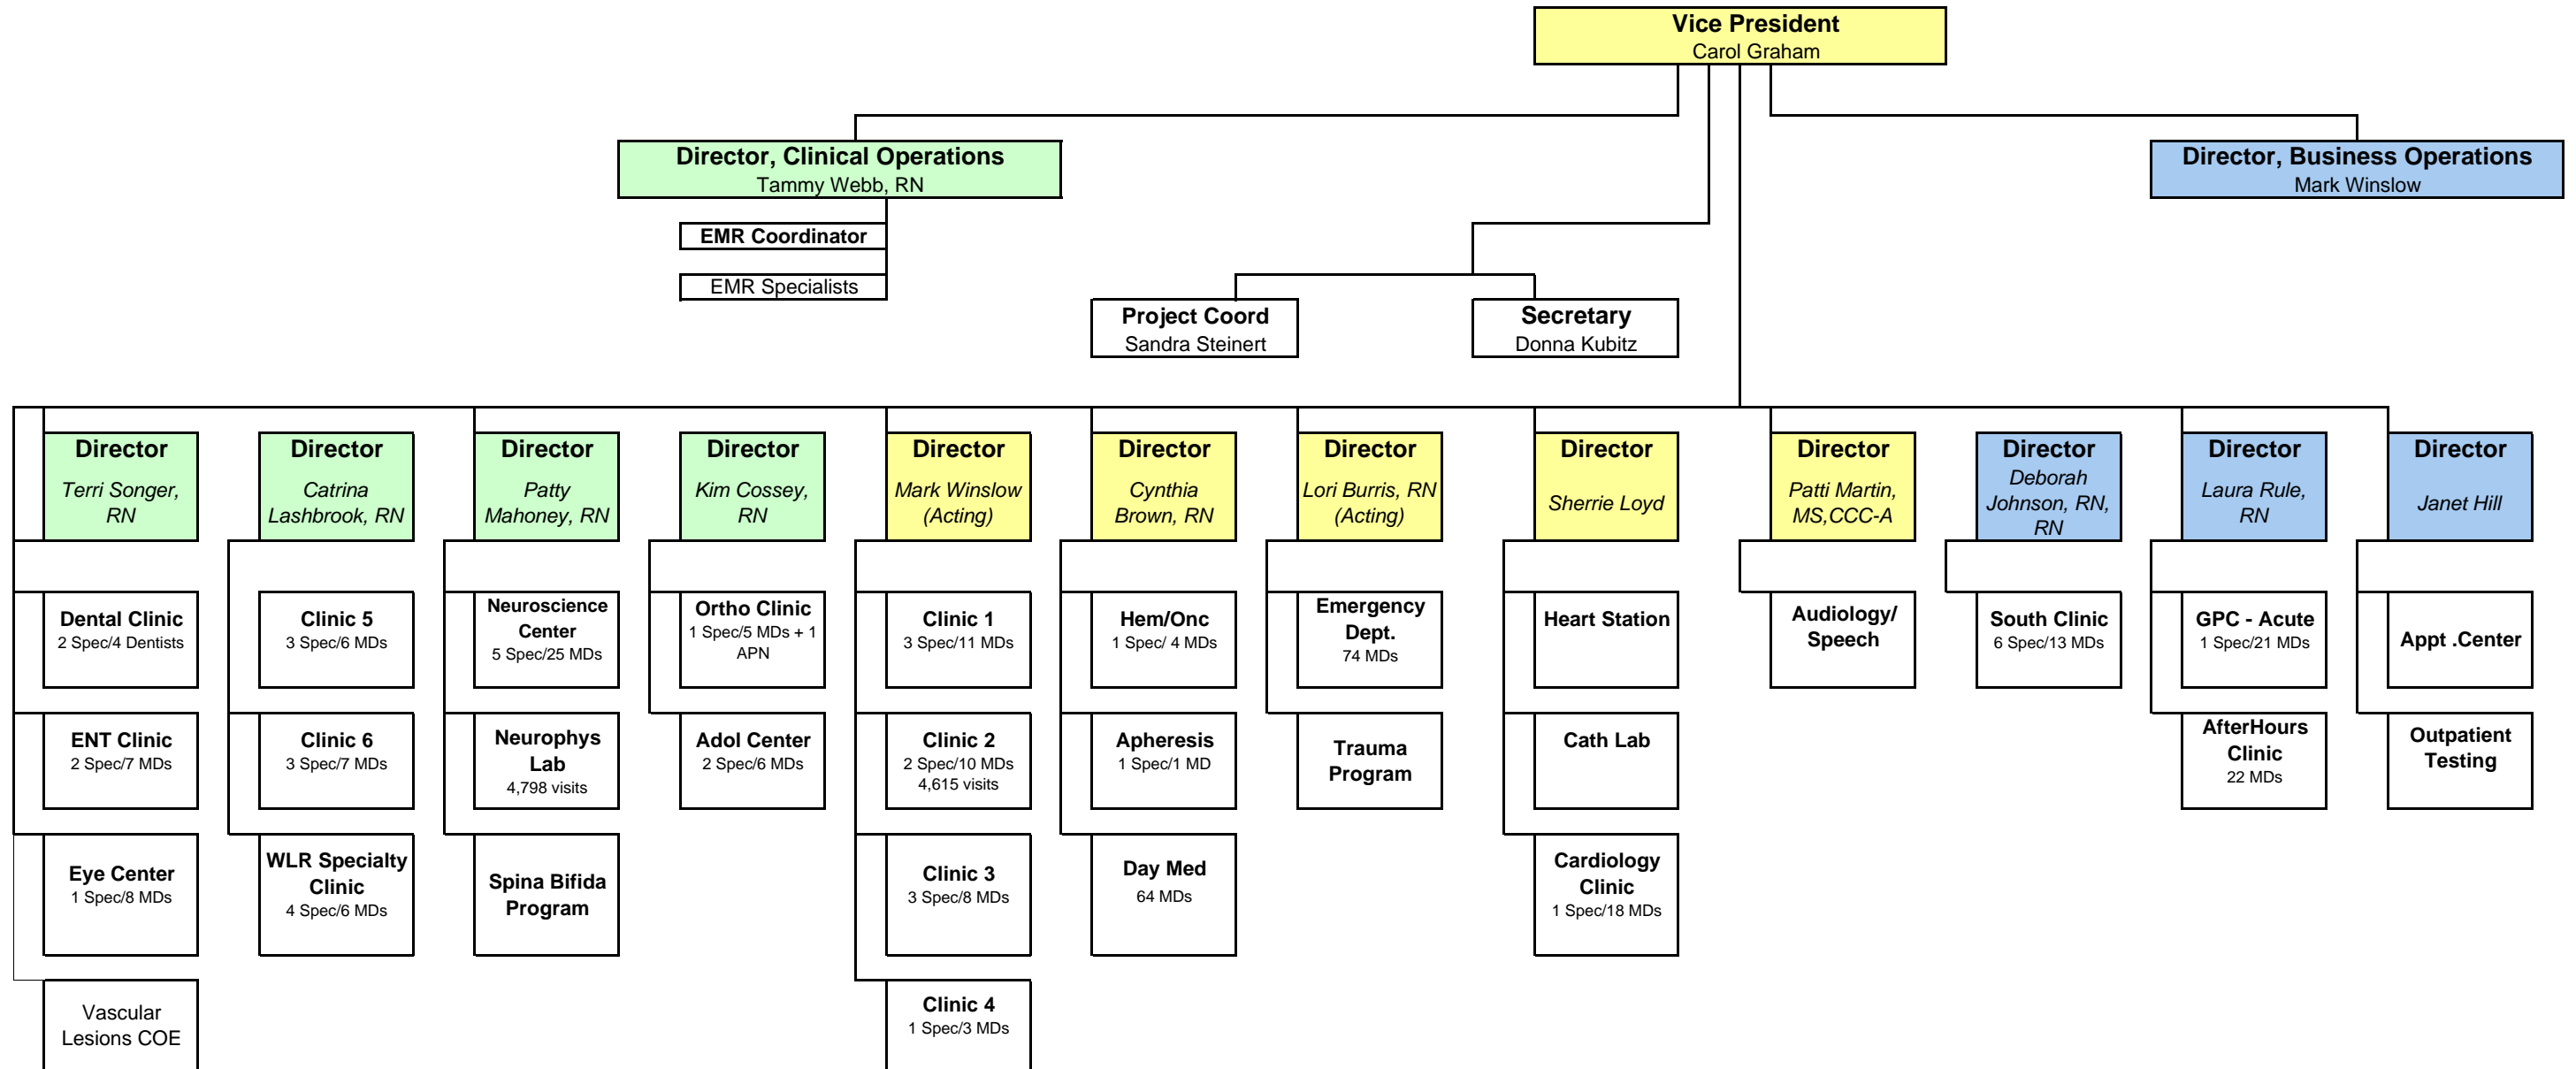 Vice President
Carol Graham
Director, Clinical Operations
Tammy Webb, RN
Director, Business Operations
Mark Winslow
EMR Coordinator
EMR Specialists
Project Coord
Sandra Steinert
Secretary
Donna Kubitz
Director
Terri Songer,
RN
Director
Catrina
Lashbrook, RN
Director
Patty
Mahoney, RN
Director
Kim Cossey,
RN
Director
Mark Winslow
(Acting)
Director
Cynthia
Brown, RN
Director
Lori Burris, RN
(Acting)
Director
Sherrie Loyd
Director
Patti Martin,
MS,CCC-A
Director
Deborah
Johnson, RN,
RN
Director
Laura Rule,
RN
Director
Janet Hill
Dental Clinic
2 Spec/4 Dentists
Clinic 5
3 Spec/6 MDs
Neuroscience
Center
5 Spec/25 MDs
Ortho Clinic
1 Spec/5 MDs + 1
APN
Clinic 1
3 Spec/11 MDs
Hem/Onc
1 Spec/ 4 MDs
Emergency
Dept.
74 MDs
Heart Station
Audiology/
Speech
South Clinic
6 Spec/13 MDs
GPC - Acute
1 Spec/21 MDs
Appt .Center
ENT Clinic
2 Spec/7 MDs
Clinic 6
3 Spec/7 MDs
Neurophys
Lab
4,798 visits
Adol Center
2 Spec/6 MDs
Clinic 2
2 Spec/10 MDs
4,615 visits
Apheresis
1 Spec/1 MD
Trauma
Program
Cath Lab
AfterHours
Clinic
22 MDs
Outpatient
Testing
Eye Center
1 Spec/8 MDs
WLR Specialty
Clinic
4 Spec/6 MDs
Spina Bifida
Program
Clinic 3
3 Spec/8 MDs
Day Med
64 MDs
Cardiology
Clinic
1 Spec/18 MDs
Vascular
Lesions COE
Clinic 4
1 Spec/3 MDs